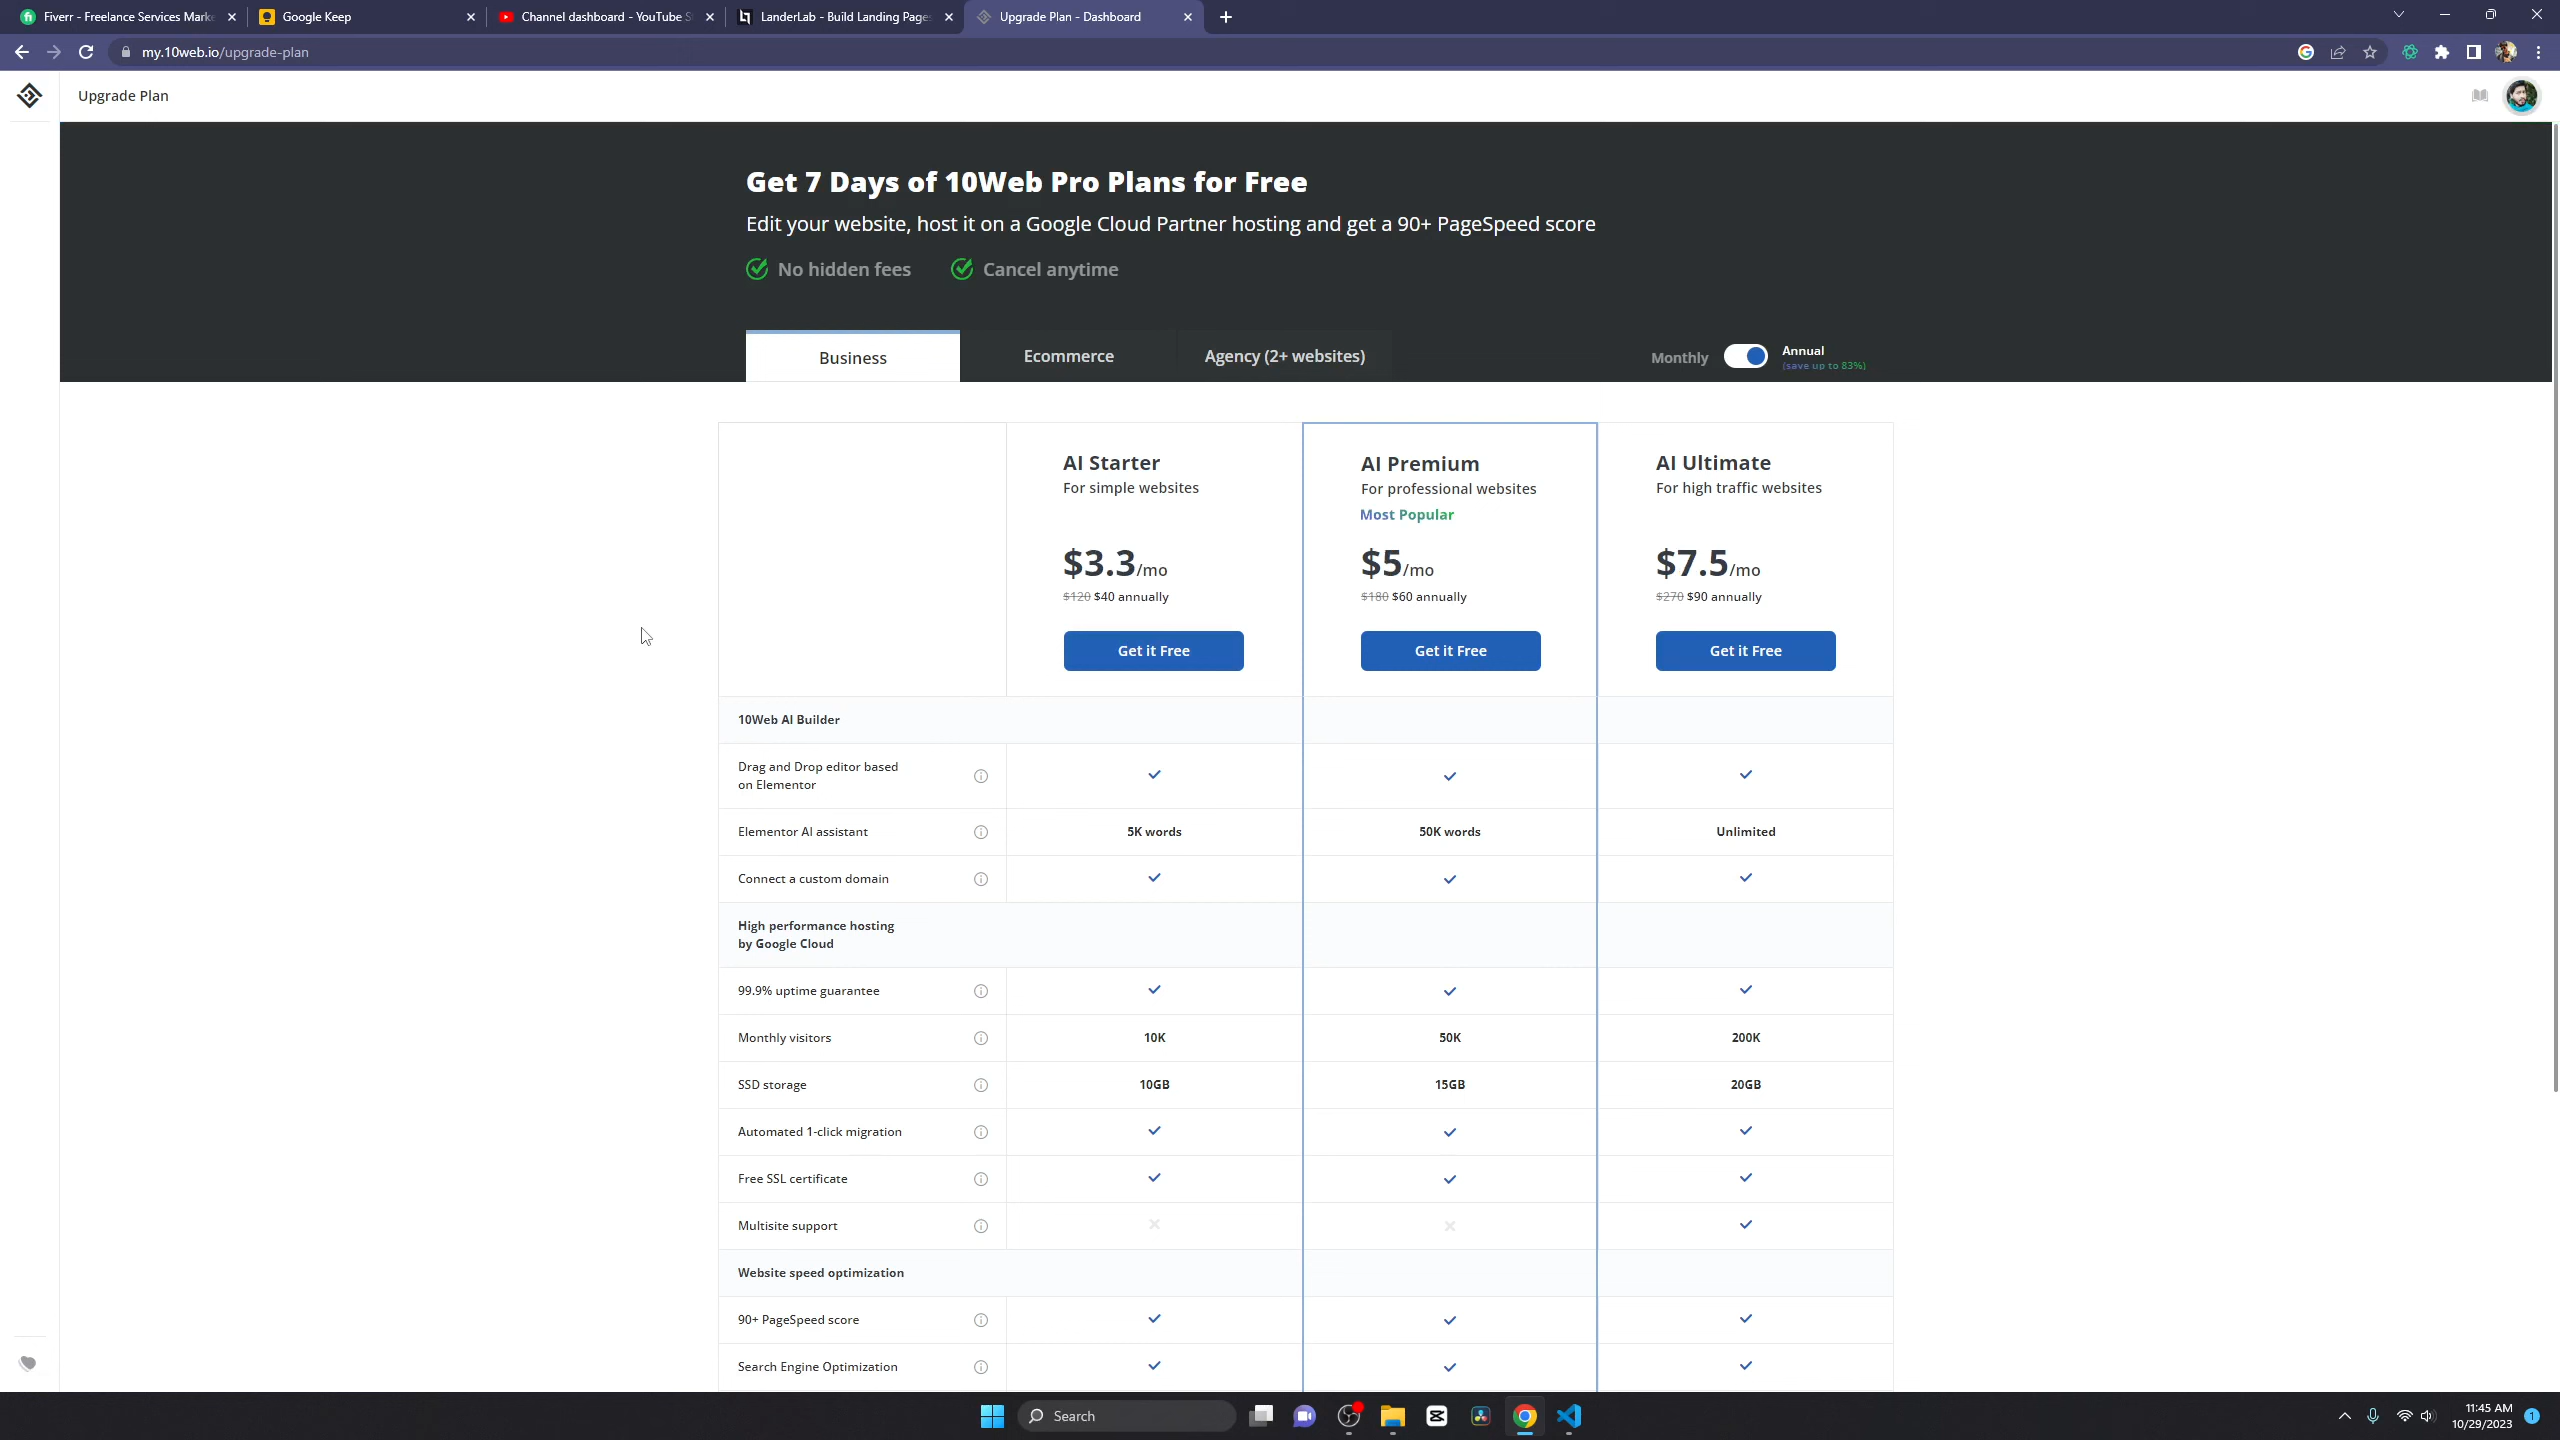 Freelance Services Marke
Google Keep
Channel dashboard - YouTube S
LanderLab - Build Landing Pages
Upgrade Plan - Dashboard
my.10web.io/upgrade-plan
Upgrade Plan
Get 7 Days of 10Web Pro Plans for Free
Edit your website, host it on a Google Cloud Partner hosting and get a 90+ PageSpeed score
No hidden fees
Cancel anytime
Business
Ecommerce
Agency (2+ websites)
Monthly
Annual
(save up to 83%)
AI Starter
For simple websites
$3.3/mo
$120 $40 annually
Get it Free
AI Premium
For professional websites
Most Popular
$5/mo
$180 $60 annually
Get it Free
AI Ultimate
For high traffic websites
$7.5/mo
$270 $90 annually
Get it Free
10Web AI Builder
Drag and Drop editor based
on Elementor
Elementor AI assistant
5K words
50K words
Unlimited
Connect a custom domain
High performance hosting
by Google Cloud
99.9% uptime guarantee
Monthly visitors
10K
50K
200K
SSD storage
10GB
15GB
20GB
Automated 1-click migration
Free SSL certificate
Multisite support
Website speed optimization
90+ PageSpeed score
Search Engine Optimization
Search
11:45 AM
10/29/2023
1